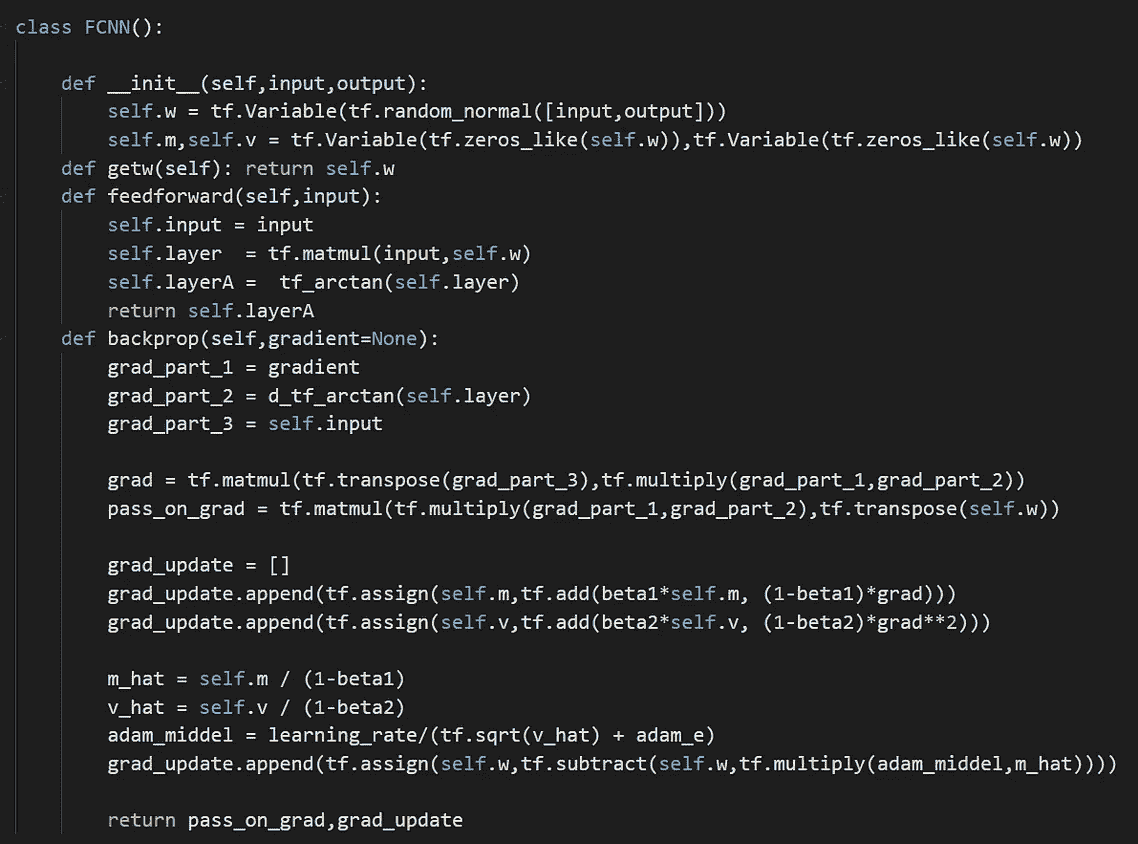 class FCNN():
def __init__(self,input,output):
self.w = tf.Variable(tf.random_normal([input,output]))
self.m,self.v = tf.Variable(tf.zeros_like(self.w)),tf.Variable(tf.zeros_like(self.w))
def getw(self): return self.w
def feedforward(self,input):
self.input = input
self.layer  = tf.matmul(input,self.w)
self.layerA =  tf_arctan(self.layer)
return self.layerA
def backprop(self,gradient=None):
grad_part_1 = gradient
grad_part_2 = d_tf_arctan(self.layer)
grad_part_3 = self.input
grad = tf.matmul(tf.transpose(grad_part_3),tf.multiply(grad_part_1,grad_part_2))
pass_on_grad = tf.matmul(tf.multiply(grad_part_1,grad_part_2),tf.transpose(self.w))
grad_update = []
grad_update.append(tf.assign(self.m,tf.add(beta1*self.m, (1-beta1)*grad)))
grad_update.append(tf.assign(self.v,tf.add(beta2*self.v, (1-beta2)*grad**2)))
m_hat = self.m / (1-beta1)
v_hat = self.v / (1-beta2)
adam_middel = learning_rate/(tf.sqrt(v_hat) + adam_e)
grad_update.append(tf.assign(self.w,tf.subtract(self.w,tf.multiply(adam_middel,m_hat))))
return pass_on_grad,grad_update